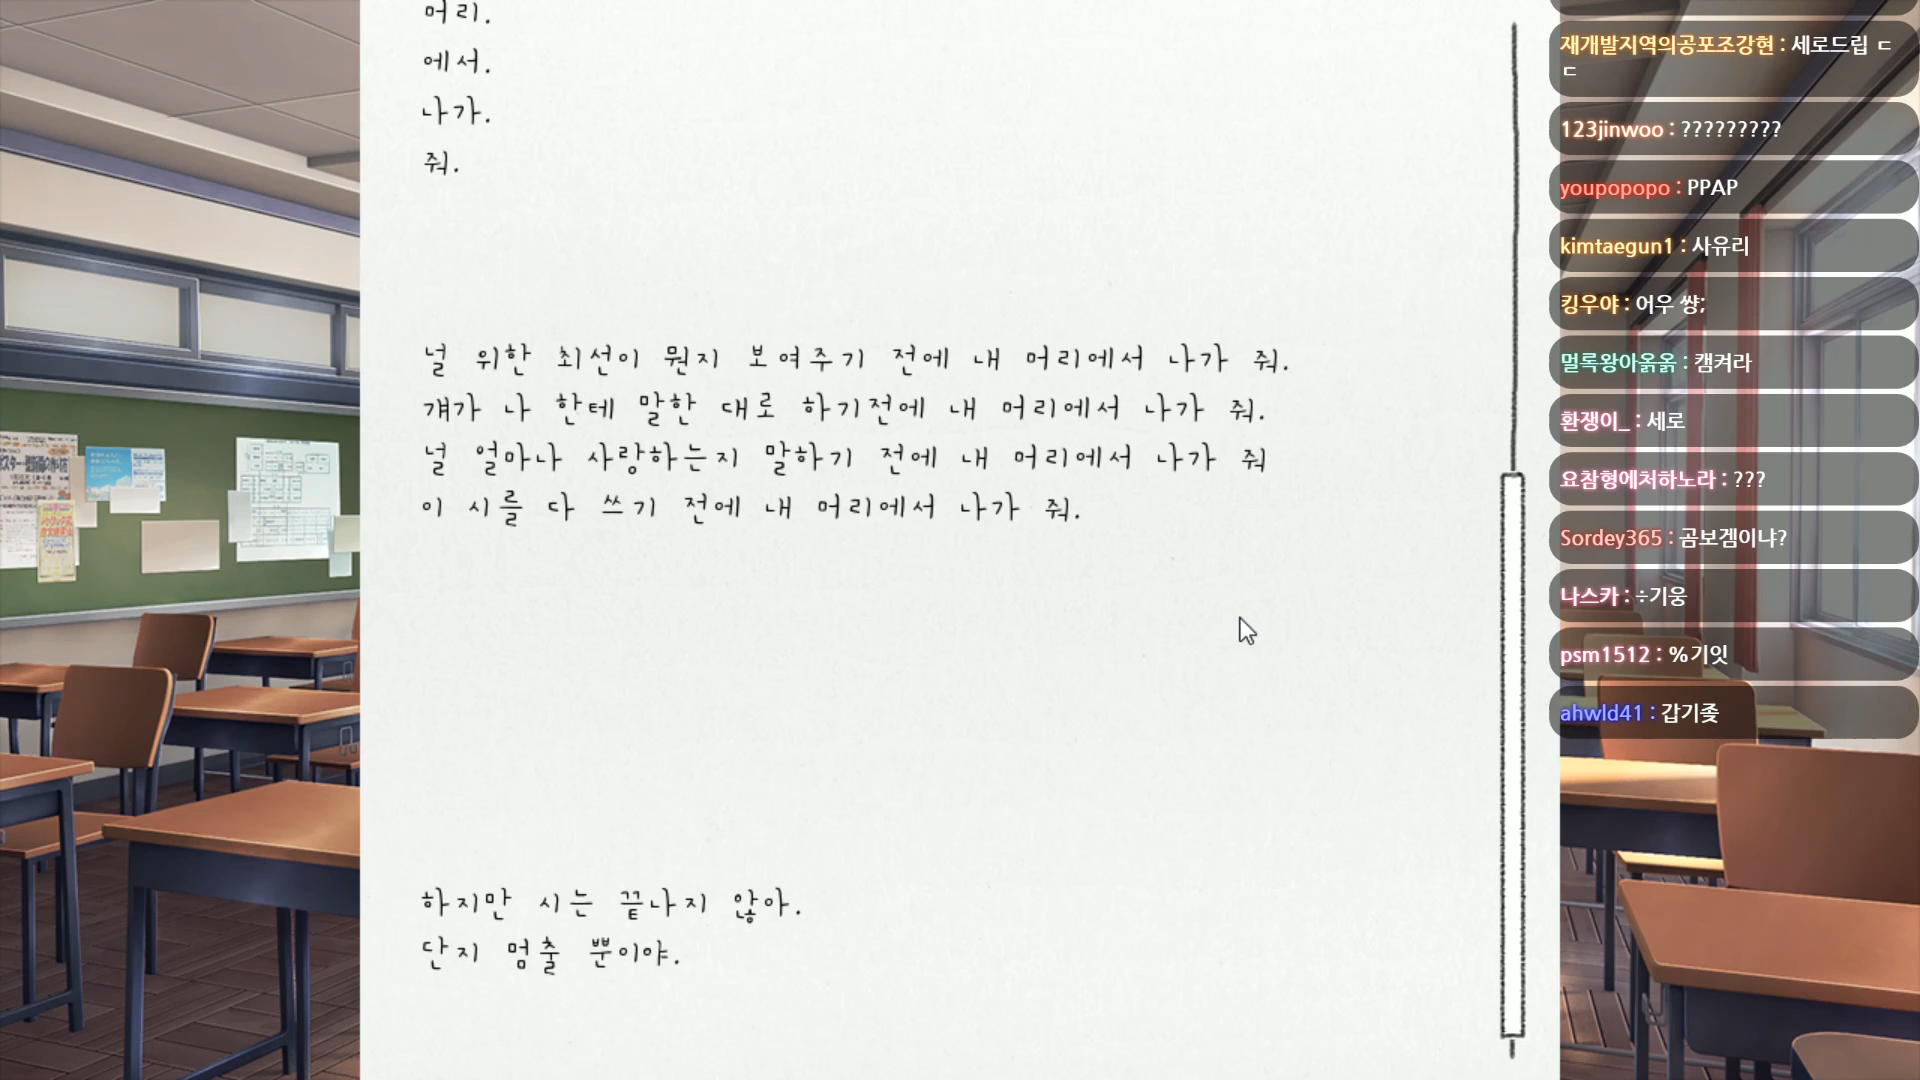 머리.
에서.
나가.
줘.
널 위한 최선이 뭔지 보여주기 전에 내 머리에서 나가 줘.
걔가 나 한테 말한 대로 하기전에 내 머리에서 나가 줘.
널 얼마나 사랑하는지 말하기 전에 내 머리에서 나가 줘
이 시를 다 쓰기 전에 내 머리에서 나가 줘.
하지만 시는 끝나지 않아.
단지 멈출 뿐이야.
재개발지역의공포조강현 : 세로드립 ㄷ
ㄷ
123jinwoo : ?????????
youpopopo : PPAP
kimtaegun1 : 사유리
킹우야 : 어우 썅;
멀록왕아옭옭 : 캠켜라
환쟁이_ : 세로
요참형에처하노라 : ???
Sordey365 : 곰보겜이냐?
나스카 : ÷기웅
psm1512 : %기잇
ahwld41 : 갑기좆